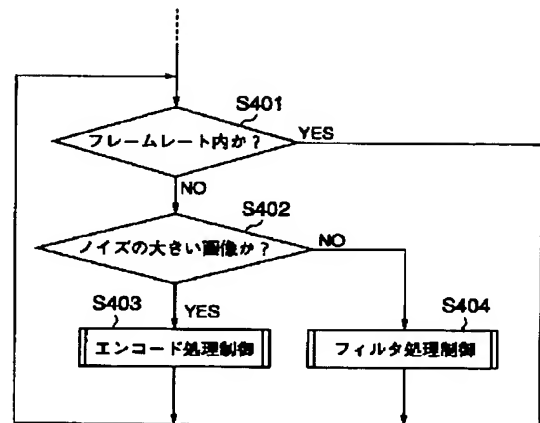 S401
フレームレート内か?
YES
NO
S402
ノイズの大きい画像か?
NO
S403
YES
S404
エンコード処理制御
フィルタ処理制御